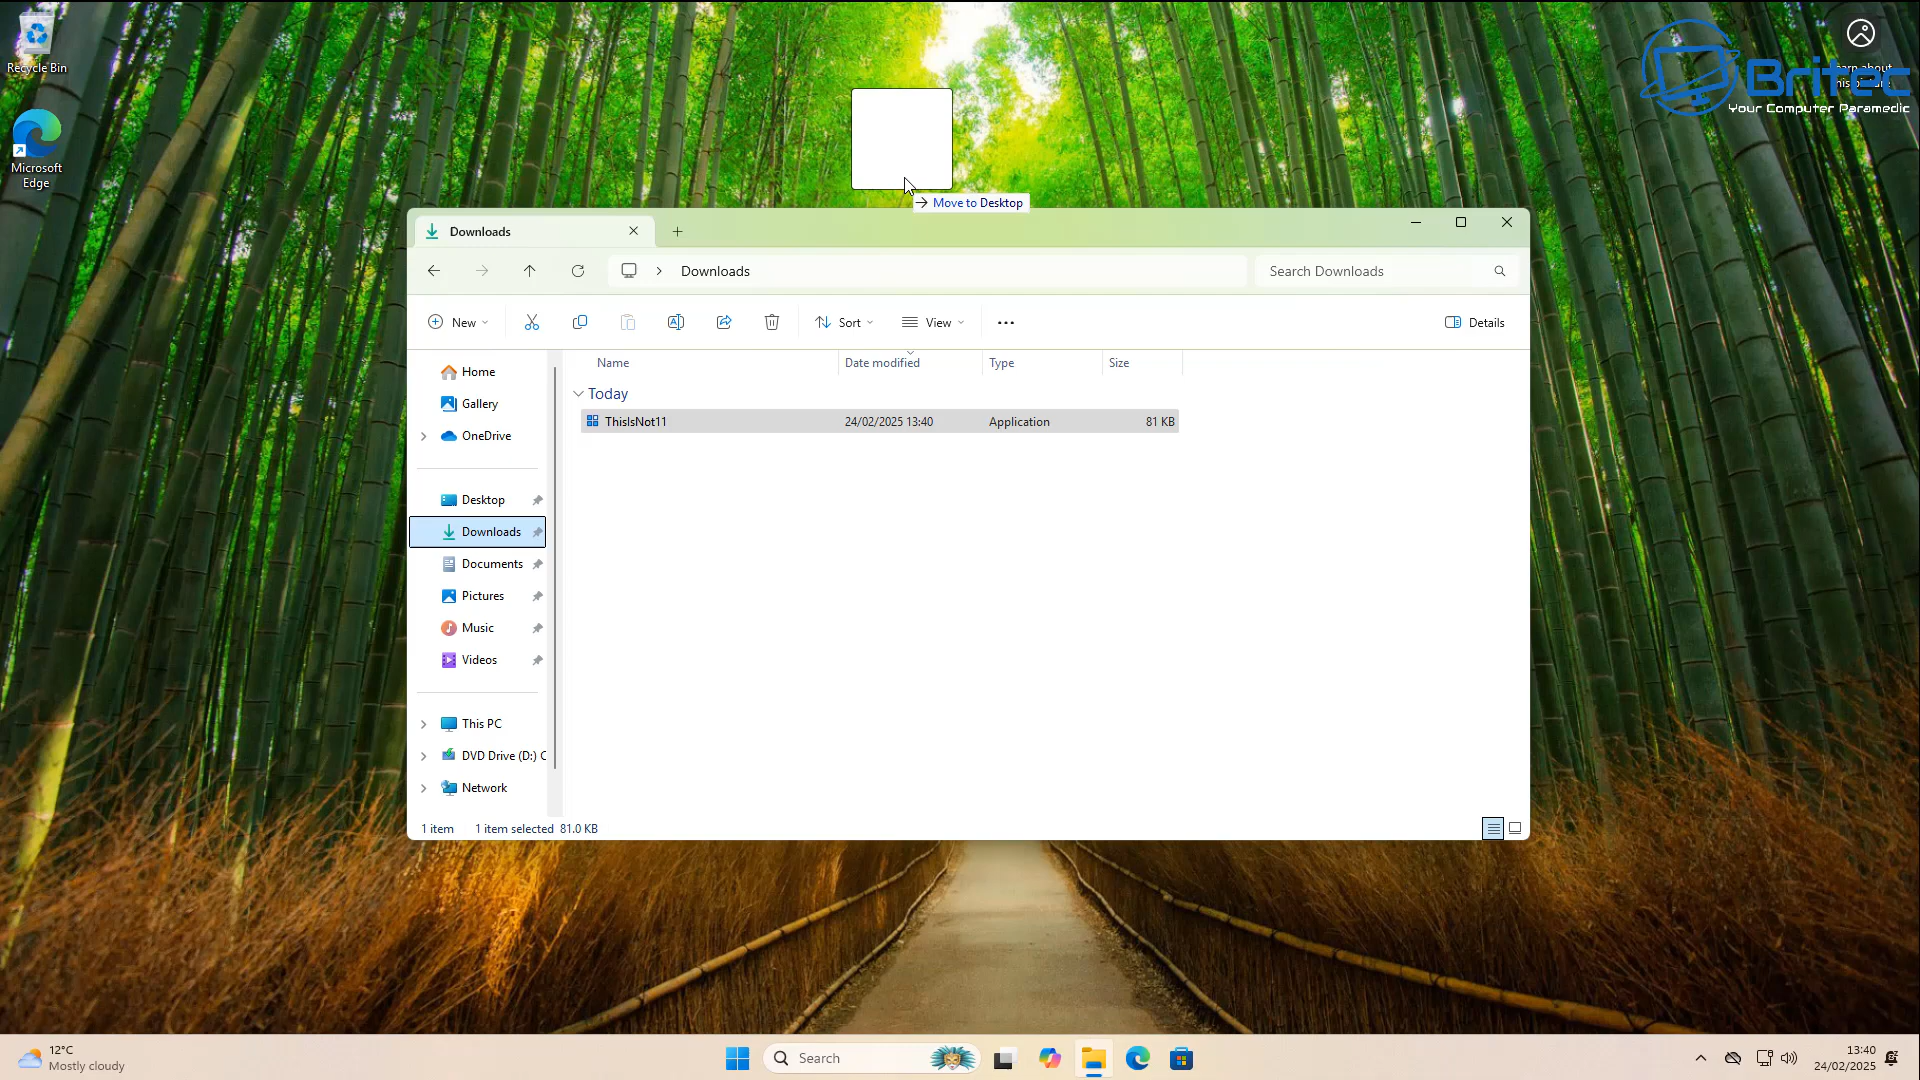 Recycle Bin
Microsoft
Edge
Britec
Your Computer Paramedic
Move to Desktop
Downloads
Downloads
Search Downloads
New
Sort
View
Details
Name
Date modified
Type
Size
Today
ThisIsNot11
24/02/2025 13:40
Application
81 KB
Home
Gallery
OneDrive
Desktop
Downloads
Documents
Pictures
Music
Videos
This PC
DVD Drive (D:) C
Network
1 item
1 item selected 81.0 KB
12°C
Mostly cloudy
Search
13:40
24/02/2025